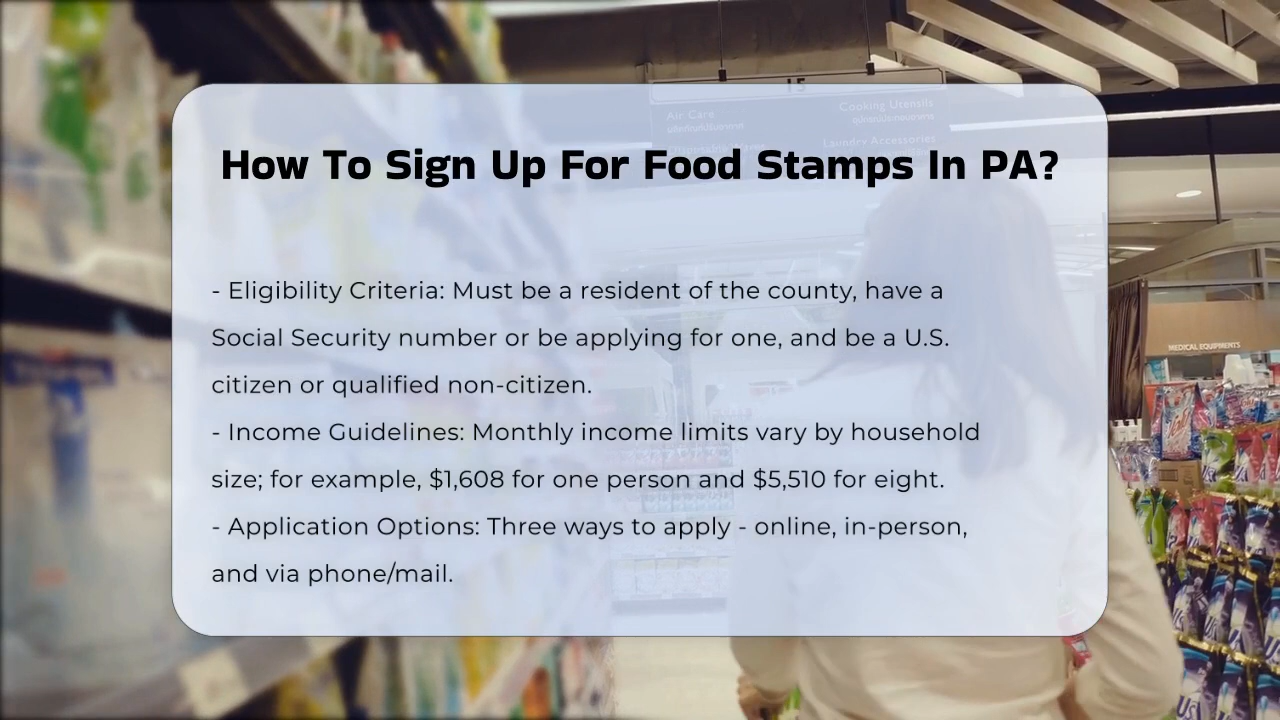 15
Air Care
Cooking Utensils
Laundry Accessories
How To Sign Up For Food Stamps In PA?
- Eligibility Criteria: Must be a resident of the county, have a
Social Security number or be applying for one, and be a U.S.
citizen or qualified non-citizen.
- Income Guidelines: Monthly income limits vary by household
size; for example, $1,608 for one person and $5,510 for eight.
- Application Options: Three ways to apply - online, in-person,
and via phone/mail.
MEDICAL EQUIPMENTS